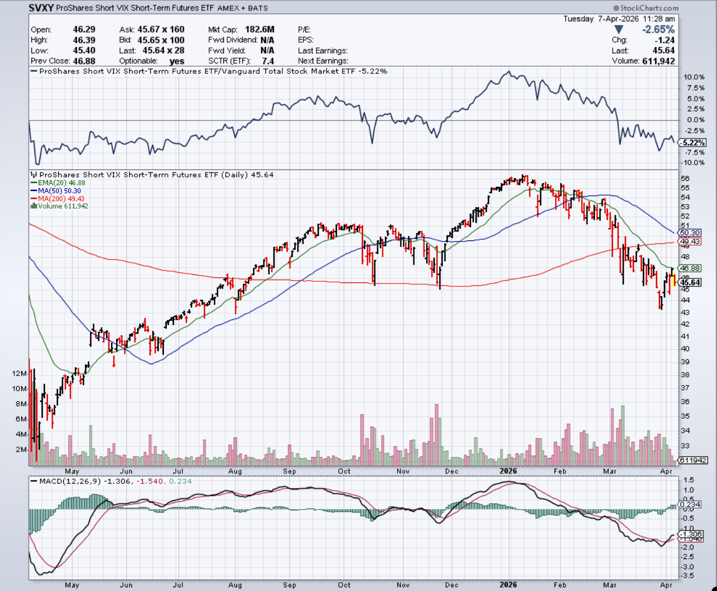 SVXY ProShares Short VIX Short-Term Futures ETF AMEX + BATS © StockCharts.com
Tuesday 7-Apr-2026 11:28 am
Open: 46.29 Ask: 45.67 x 160 Mkt Cap: 182.6M P/E: ▼ -2.65%
High: 46.39 Bid: 45.65 x 100 Fwd Dividend: N/A EPS: Chg: -1.24
Low: 45.40 Last: 45.64 x 28 Fwd Yield: N/A Last Earnings: Last: 45.64
Prev Close: 46.88 Optionable: yes SCTR (ETF): 7.4 Next Earnings: Volume: 611,942
ProShares Short VIX Short-Term Futures ETF/Vanguard Total Stock Market ETF -5.22%
10.0%
7.5%
5.0%
2.5%
0.0%
-2.5%
-5.22%
-7.5%
-10.0%
ProShares Short VIX Short-Term Futures ETF (Daily) 45.64
EMA(20) 46.88
MA(50) 50.30
MA(200) 49.43
Volume 611,942
56
55
54
53
52
51
50.30
49.43
48
46.88
45.64
44
43
42
41
40
39
38
37
36
35
34
33
12M
10M
8M
6M
4M
2M
611942
May Jun Jul Aug Sep Oct Nov Dec 2026 Feb Mar Apr
MACD(12,26,9) -1.306, -1.540, 0.234
1.5
1.0
0.5
0.234
0.0
-0.5
-1.306
-2.0
-2.5
-3.0
-3.5
May Jun Jul Aug Sep Oct Nov Dec 2026 Feb Mar Apr